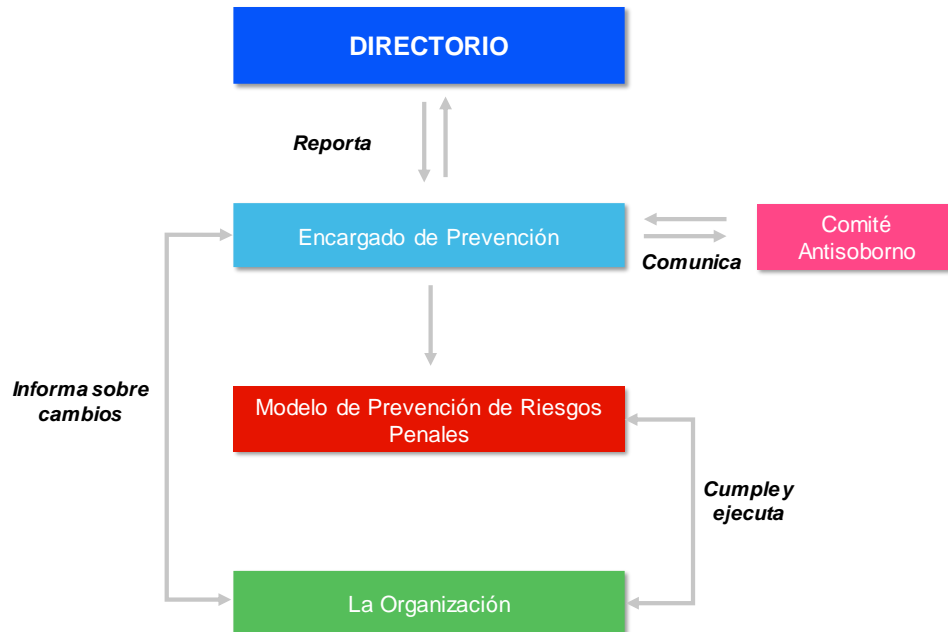 DIRECTORIO
Reporta
Encargado de Prevención
Comité
Antisoborno
Comunica
Informa sobre
cambios
Modelo de Prevención de Riesgos
Penales
Cumple y
ejecuta
La Organización